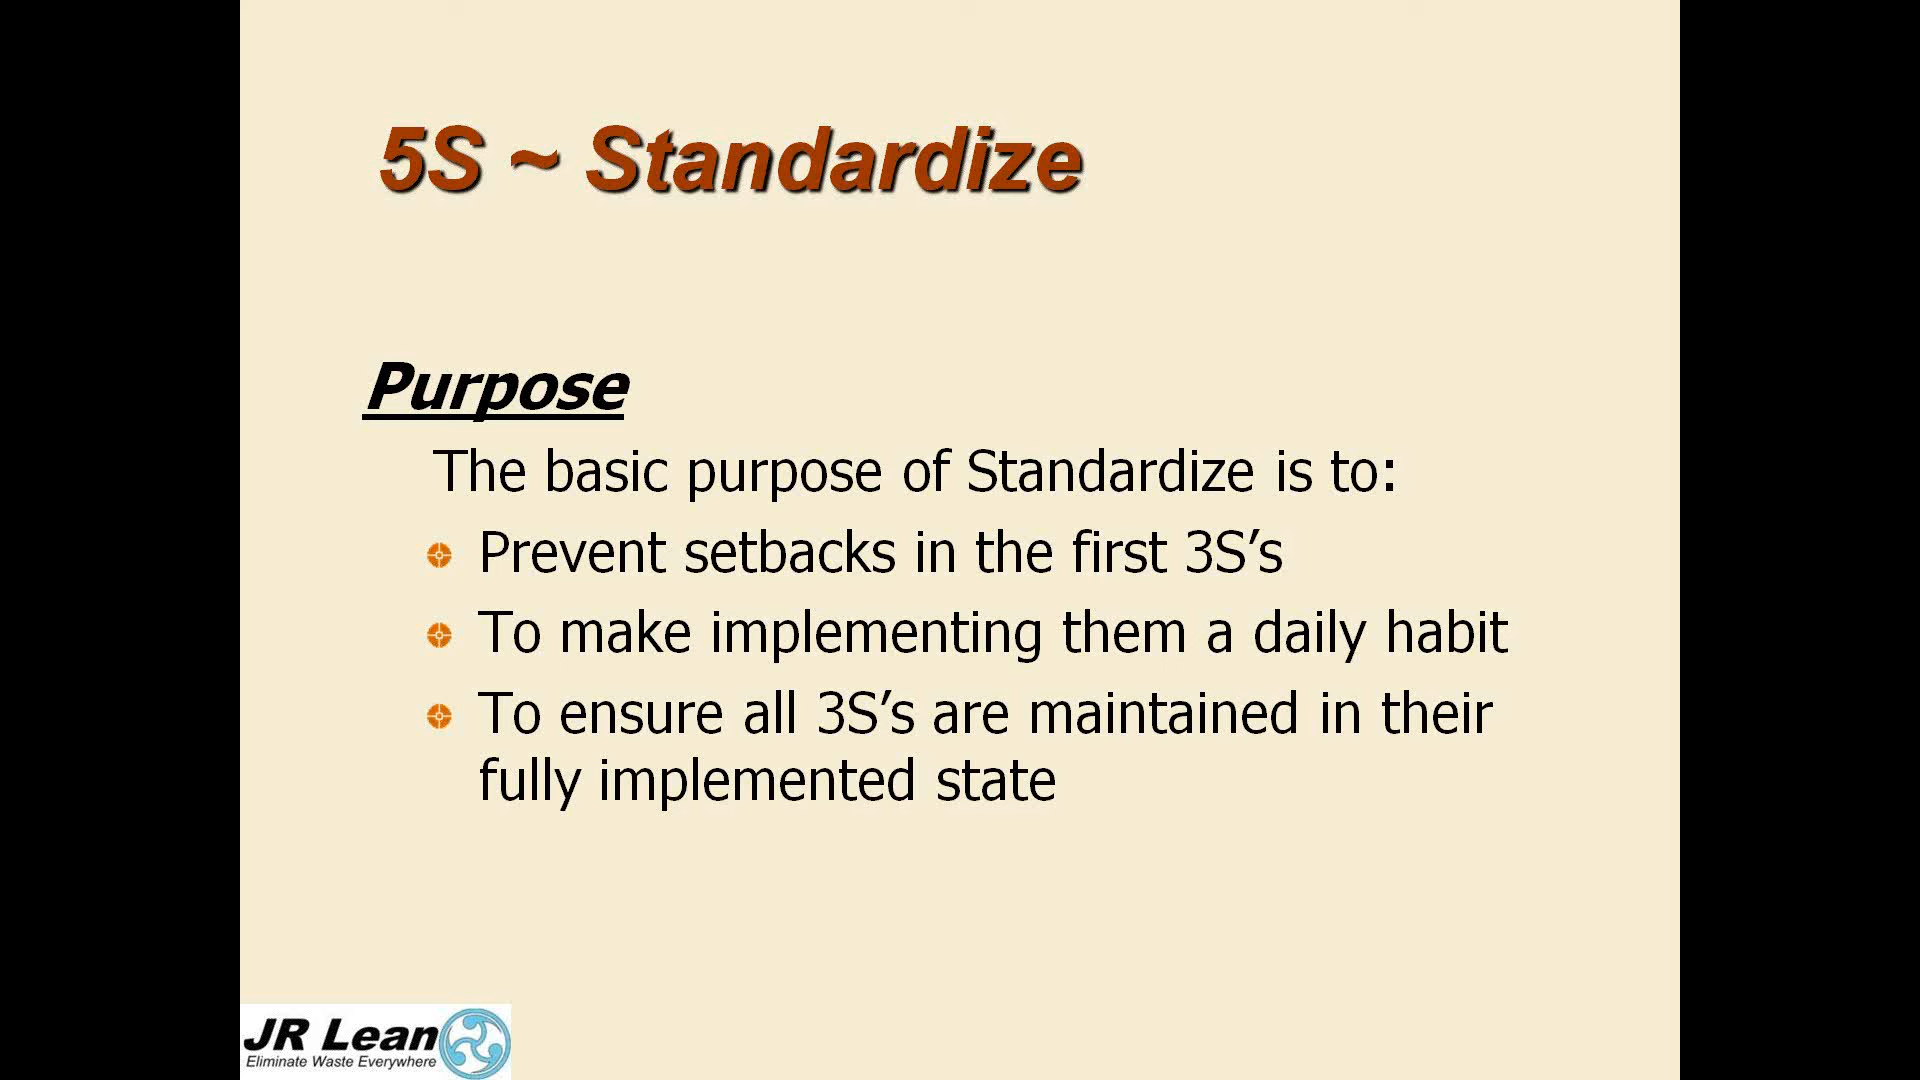 5S ~ Standardize
Purpose
The basic purpose of Standardize is to:
Prevent setbacks in the first 3S’s
To make implementing them a daily habit
To ensure all 3S’s are maintained in their
fully implemented state
JR Lean
Eliminate Waste Everywhere